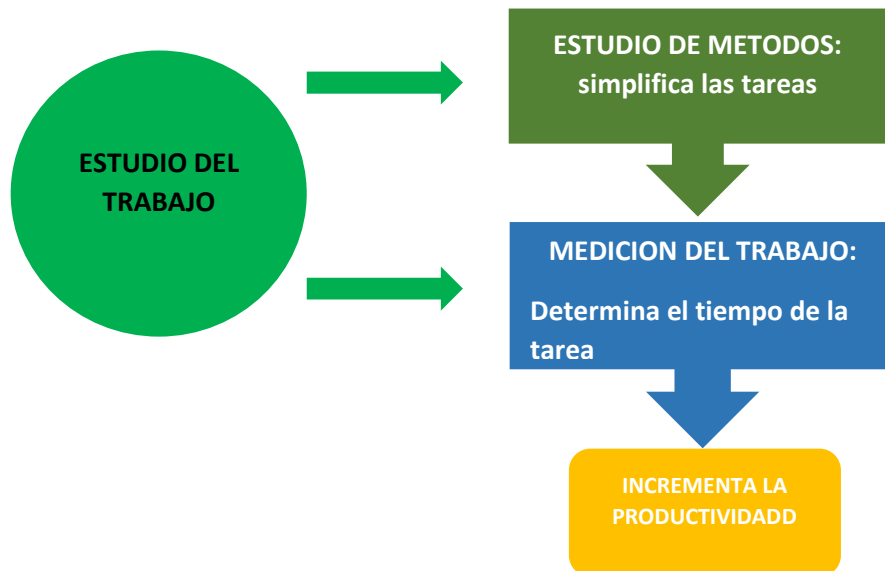 ESTUDIO DEL
TRABAJO
ESTUDIO DE METODOS:
simplifica las tareas
MEDICION DEL TRABAJO:
Determina el tiempo de la
tarea
INCREMENTA LA
PRODUCTIVIDADD